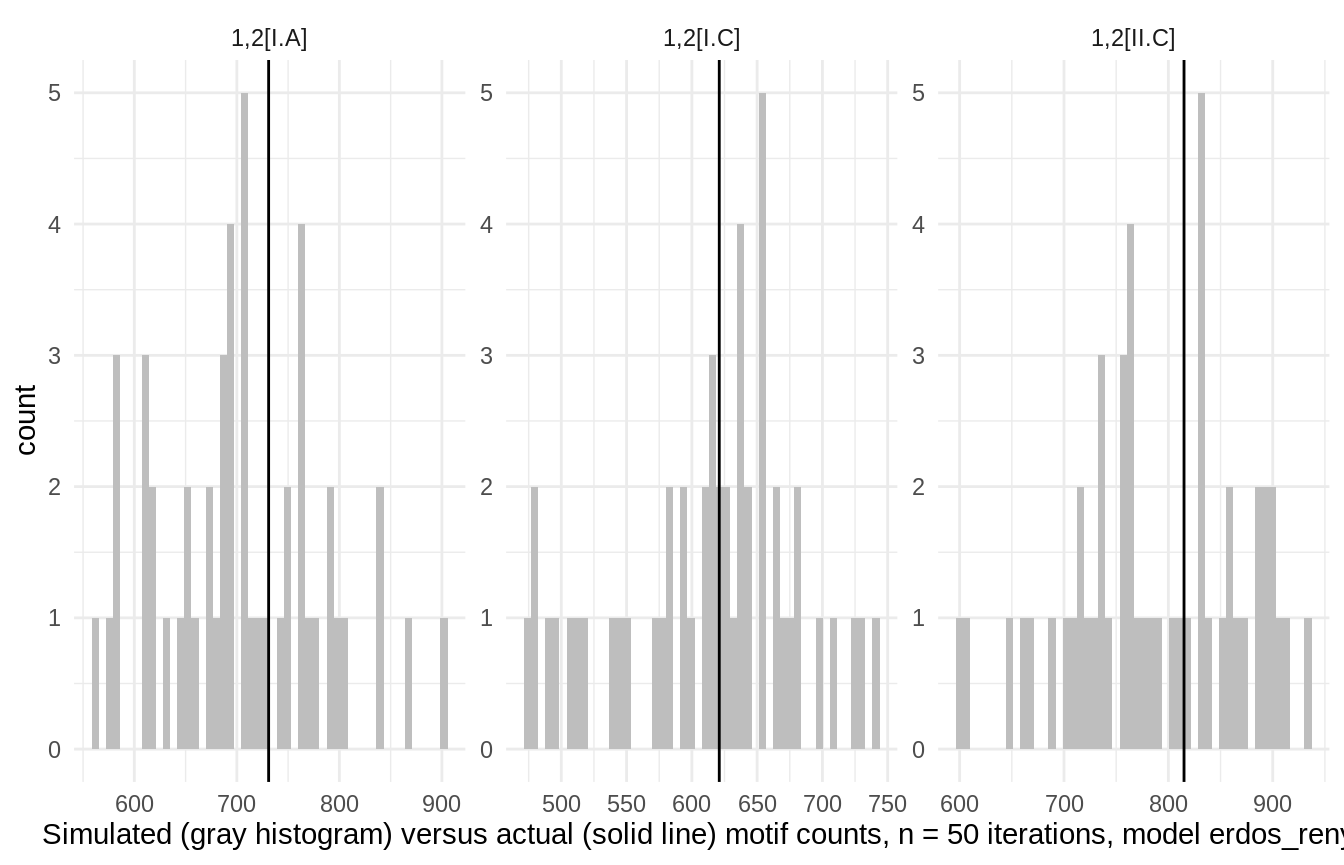 1,2[I.A] 1,2[I.C] 1,2[II.C]
5 5 5
4 4 4
3 3 3
count
2 2 2
1 1 1
0 0 0
600 700 800 900 500 550 600 650 700 750 600 700 800 900
Simulated (gray histogram) versus actual (solid line) motif counts, n = 50 iterations, model erdos_reny